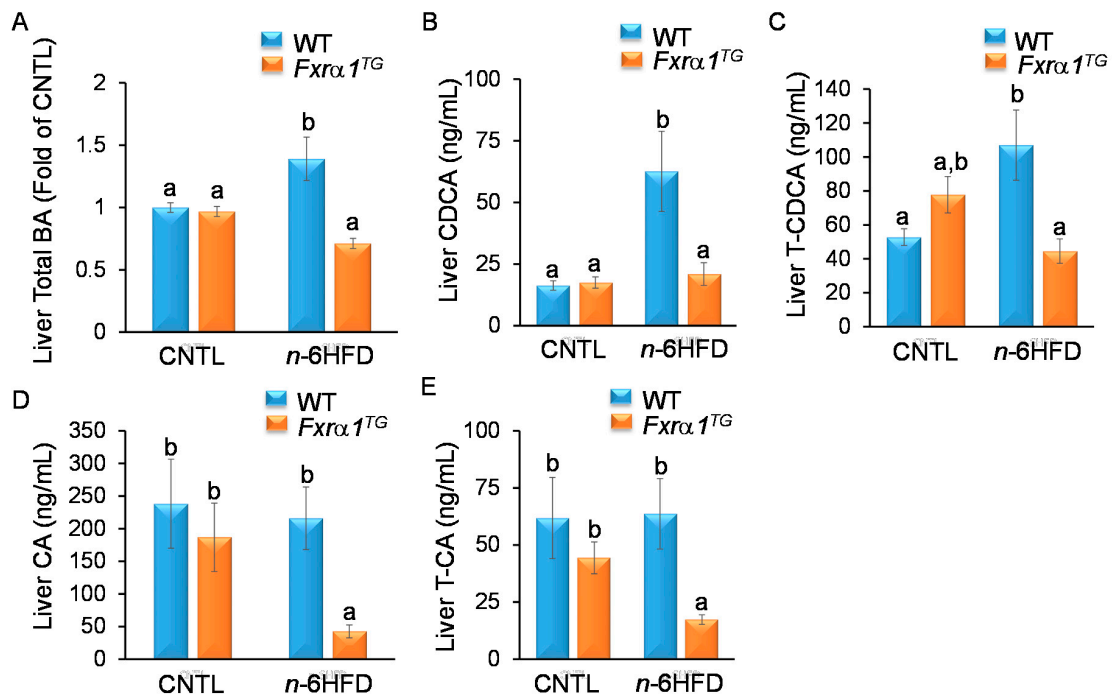 A
WT
Fxrα1TG
Liver Total BA (Fold of CNTL)
2
1.5
1
0.5
0
a
a
b
a
CNTL
n-6HFD
B
WT
Fxrα1TG
Liver CDCA (ng/mL)
100
75
50
25
0
a
a
b
a
CNTL
n-6HFD
C
WT
Fxrα1TG
Liver T-CDCA (ng/mL)
140
120
100
80
60
40
20
0
a
a,b
b
a
CNTL
n-6HFD
D
WT
Fxrα1TG
Liver CA (ng/mL)
350
300
250
200
150
100
50
0
b
b
b
a
CNTL
n-6HFD
E
WT
Fxrα1TG
Liver T-CA (ng/mL)
100
75
50
25
0
b
b
b
a
CNTL
n-6HFD